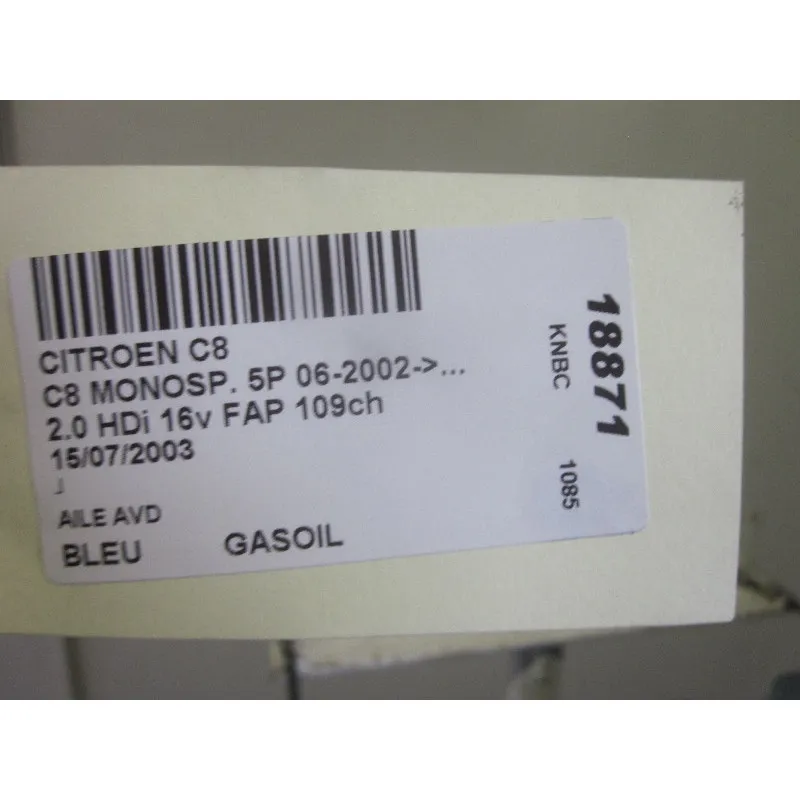 CITROEN C8
C8 MONOSP. 5P 06-2002->...
2.0 HDi 16v FAP 109ch
15/07/2003
J
AILE AVD
BLEU GASOIL
18871
KNBC 1085